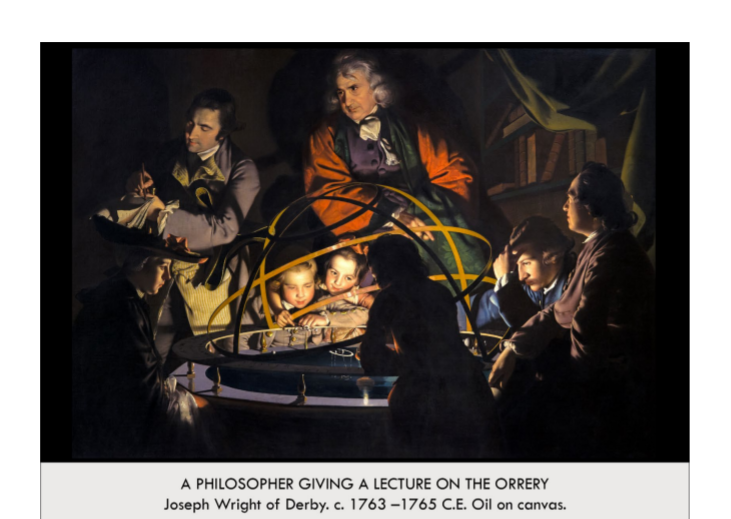 A PHILOSOPHER GIVING A LECTURE ON THE ORRERY
Joseph Wright of Derby. c. 1763 –1765 C.E. Oil on canvas.